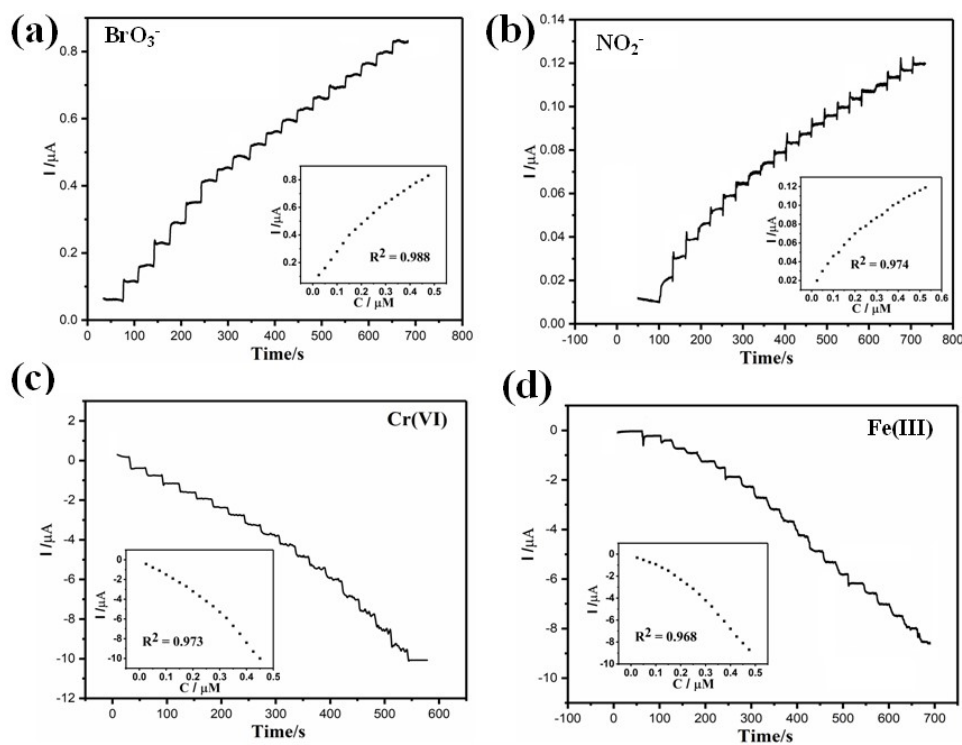 (a)
BrO₃⁻
I /μA
0.8
0.6
0.4
0.2
0.0
0 100 200 300 400 500 600 700 800
Time/s
I /μA
0.8
0.6
0.4
0.2
R² = 0.988
0.0 0.1 0.2 0.3 0.4 0.5
C / μM
(b)
NO₂⁻
I /μA
0.14
0.12
0.10
0.08
0.06
0.04
0.02
0.00
-100 0 100 200 300 400 500 600 700 800
Time/s
I /μA
0.12
0.10
0.08
0.06
0.04
0.02
R² = 0.974
0.0 0.1 0.2 0.3 0.4 0.5 0.6
C / μM
(c)
Cr(VI)
I /μA
2
0
-2
-4
-6
-8
-10
-12
0 100 200 300 400 500 600
Time/s
I /μA
0
-2
-4
-6
-8
-10
R² = 0.973
0.0 0.1 0.2 0.3 0.4 0.5
C / μM
(d)
Fe(III)
I /μA
0
-2
-4
-6
-8
-10
-100 0 100 200 300 400 500 600 700
Time/s
I /μA
0
-2
-4
-6
-8
-10
R² = 0.968
0.0 0.1 0.2 0.3 0.4 0.5
C / μM